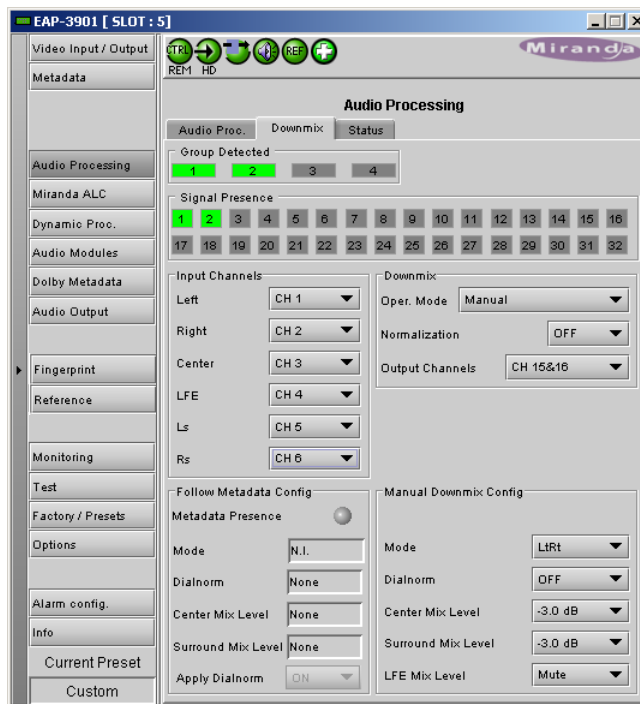 EAP-3901 [ SLOT : 5]
Video Input / Output
Metadata
Audio Processing
Miranda ALC
Dynamic Proc.
Audio Modules
Dolby Metadata
Audio Output
Fingerprint
Reference
Monitoring
Test
Factory / Presets
Options
Alarm config.
Info
Current Preset
Custom
CTRL REF
REM HD
Miranda
Audio Processing
Audio Proc. Downmix Status
Group Detected
1 2 3 4
Signal Presence
1 2 3 4 5 6 7 8 9 10 11 12 13 14 15 16
17 18 19 20 21 22 23 24 25 26 27 28 29 30 31 32
Input Channels
Left CH 1
Right CH 2
Center CH 3
LFE CH 4
Ls CH 5
Rs CH 6
Downmix
Oper. Mode Manual
Normalization OFF
Output Channels CH 15&16
Follow Metadata Config
Metadata Presence
Mode N.I.
Dialnorm None
Center Mix Level None
Surround Mix Level None
Apply Dialnorm ON
Manual Downmix Config
Mode LtRt
Dialnorm OFF
Center Mix Level -3.0 dB
Surround Mix Level -3.0 dB
LFE Mix Level Mute